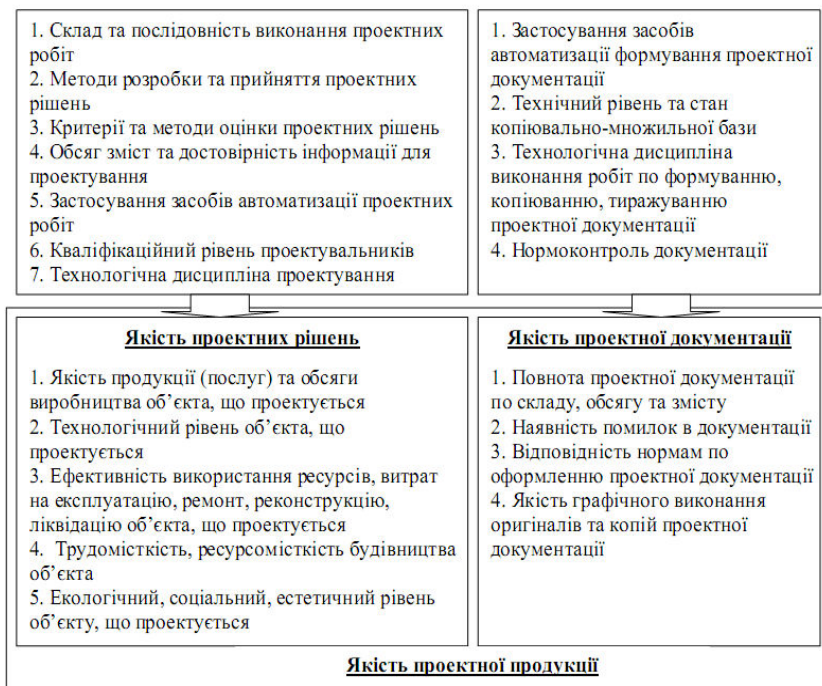 1. Склад та послідовність виконання проектних
робіт
2. Методи розробки та прийняття проектних
рішень
3. Критерії та методи оцінки проектних рішень
4. Обсяг зміст та достовірність інформації для
проектування
5. Застосування засобів автоматизації проектних
робіт
6. Кваліфікаційний рівень проектувальників
7. Технологічна дисципліна проектування
1. Застосування засобів
автоматизації формування проектної
документації
2. Технічний рівень та стан
копіювально-множильної бази
3. Технологічна дисципліна
виконання робіт по формуванню,
копіюванню, тиражуванню
проектної документації
4. Нормоконтроль документації
Якість проектних рішень
1. Якість продукції (послуг) та обсяги
виробництва об’єкта, що проектується
2. Технологічний рівень об’єкта, що
проектується
3. Ефективність використання ресурсів, витрат
на експлуатацію, ремонт, реконструкцію,
ліквідацію об’єкта, що проектується
4. Трудомісткість, ресурсомісткість будівництва
об’єкта
5. Екологічний, соціальний, естетичний рівень
об’єкту, що проектується
Якість проектної документації
1. Повнота проектної документації
по складу, обсягу та змісту
2. Наявність помилок в документації
3. Відповідність нормам по
оформленню проектної документації
4. Якість графічного виконання
оригіналів та копій проектної
документації
Якість проектної продукції